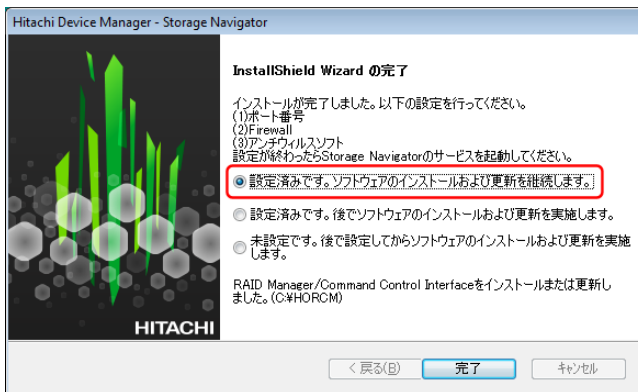 Hitachi Device Manager - Storage Navigator
InstallShield Wizard の完了
インストールが完了しました。以下の設定を行ってください。
(1)ポート番号
(2)Firewall
(3)アンチウィルスソフト
設定が終わったらStorage Navigatorのサービスを起動してください。
設定済みです。ソフトウェアのインストールおよび更新を継続します。
設定済みです。後でソフトウェアのインストールおよび更新を実施します。
未設定です。後で設定してからソフトウェアのインストールおよび更新を実施
します。
RAID Manager/Command Control Interfaceをインストールまたは更新し
ました。(C:¥HORCM)
HITACHI
< 戻る(B)
完了
キャンセル